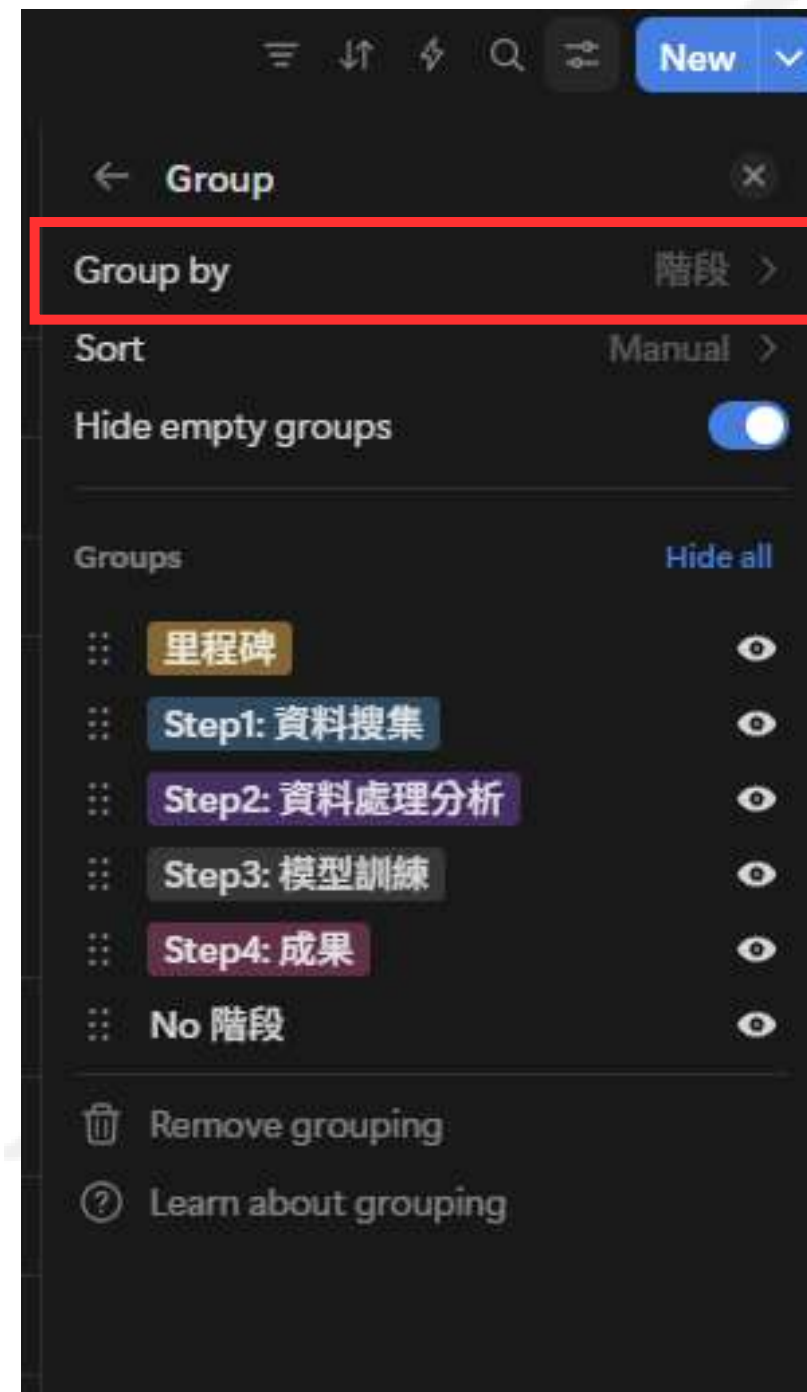 New
Group
Group by 階段
Sort Manual
Hide empty groups
Groups Hide all
里程碑
Step1: 資料搜集
Step2: 資料處理分析
Step3: 模型訓練
Step4: 成果
No 階段
Remove grouping
Learn about grouping